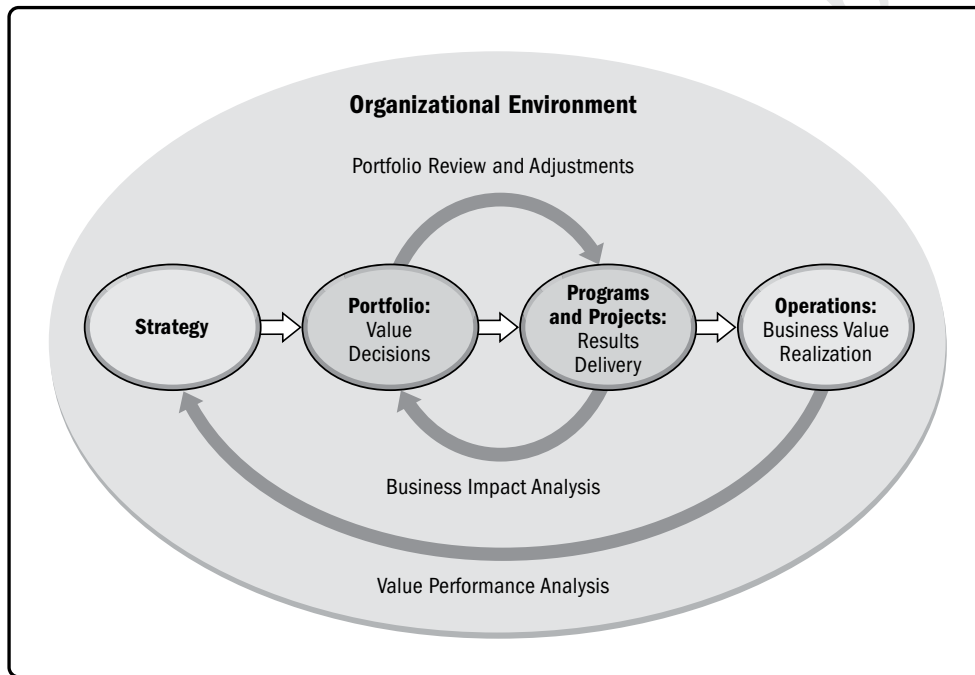 Organizational Environment
Portfolio Review and Adjustments
Strategy
Portfolio:
Value
Decisions
Programs
and Projects:
Results
Delivery
Operations:
Business Value
Realization
Business Impact Analysis
Value Performance Analysis